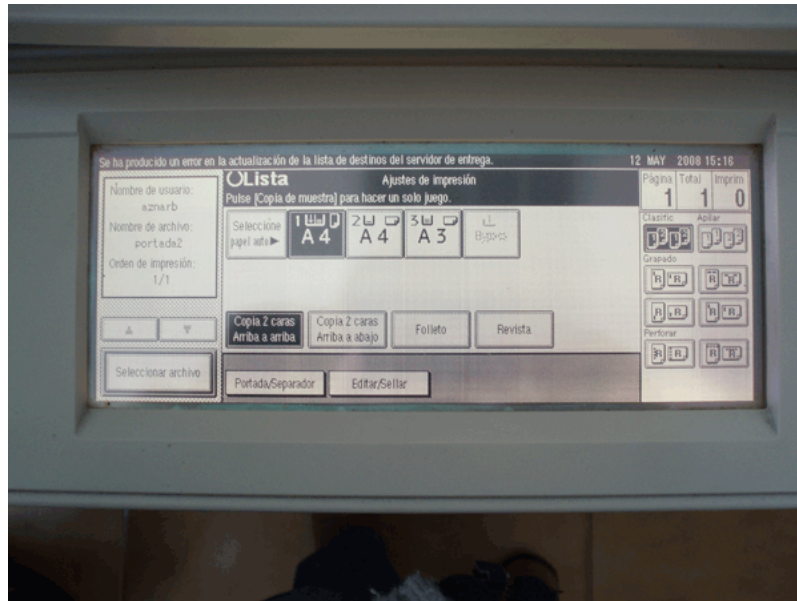 Se ha producido un error en la actualización de la lista de destinos del servidor de entrega.
12 MAY 2008 15:16
Nombre de usuario:
aznarb
Nombre de archivo:
portada2
Orden de impresión:
1/1
Seleccionar archivo
Lista Ajustes de impresión
Pulse [Copia de muestra] para hacer un solo juego.
Seleccione
papel auto►
1
A4
2
A4
3
A3
Bypass
Copia 2 caras
Arriba a arriba
Copia 2 caras
Arriba a abajo
Folleto
Revista
Portada/Separador
Editar/Sellar
Página Total Imprim
1 1 0
Clasific Apilar
Grapado
Perforar